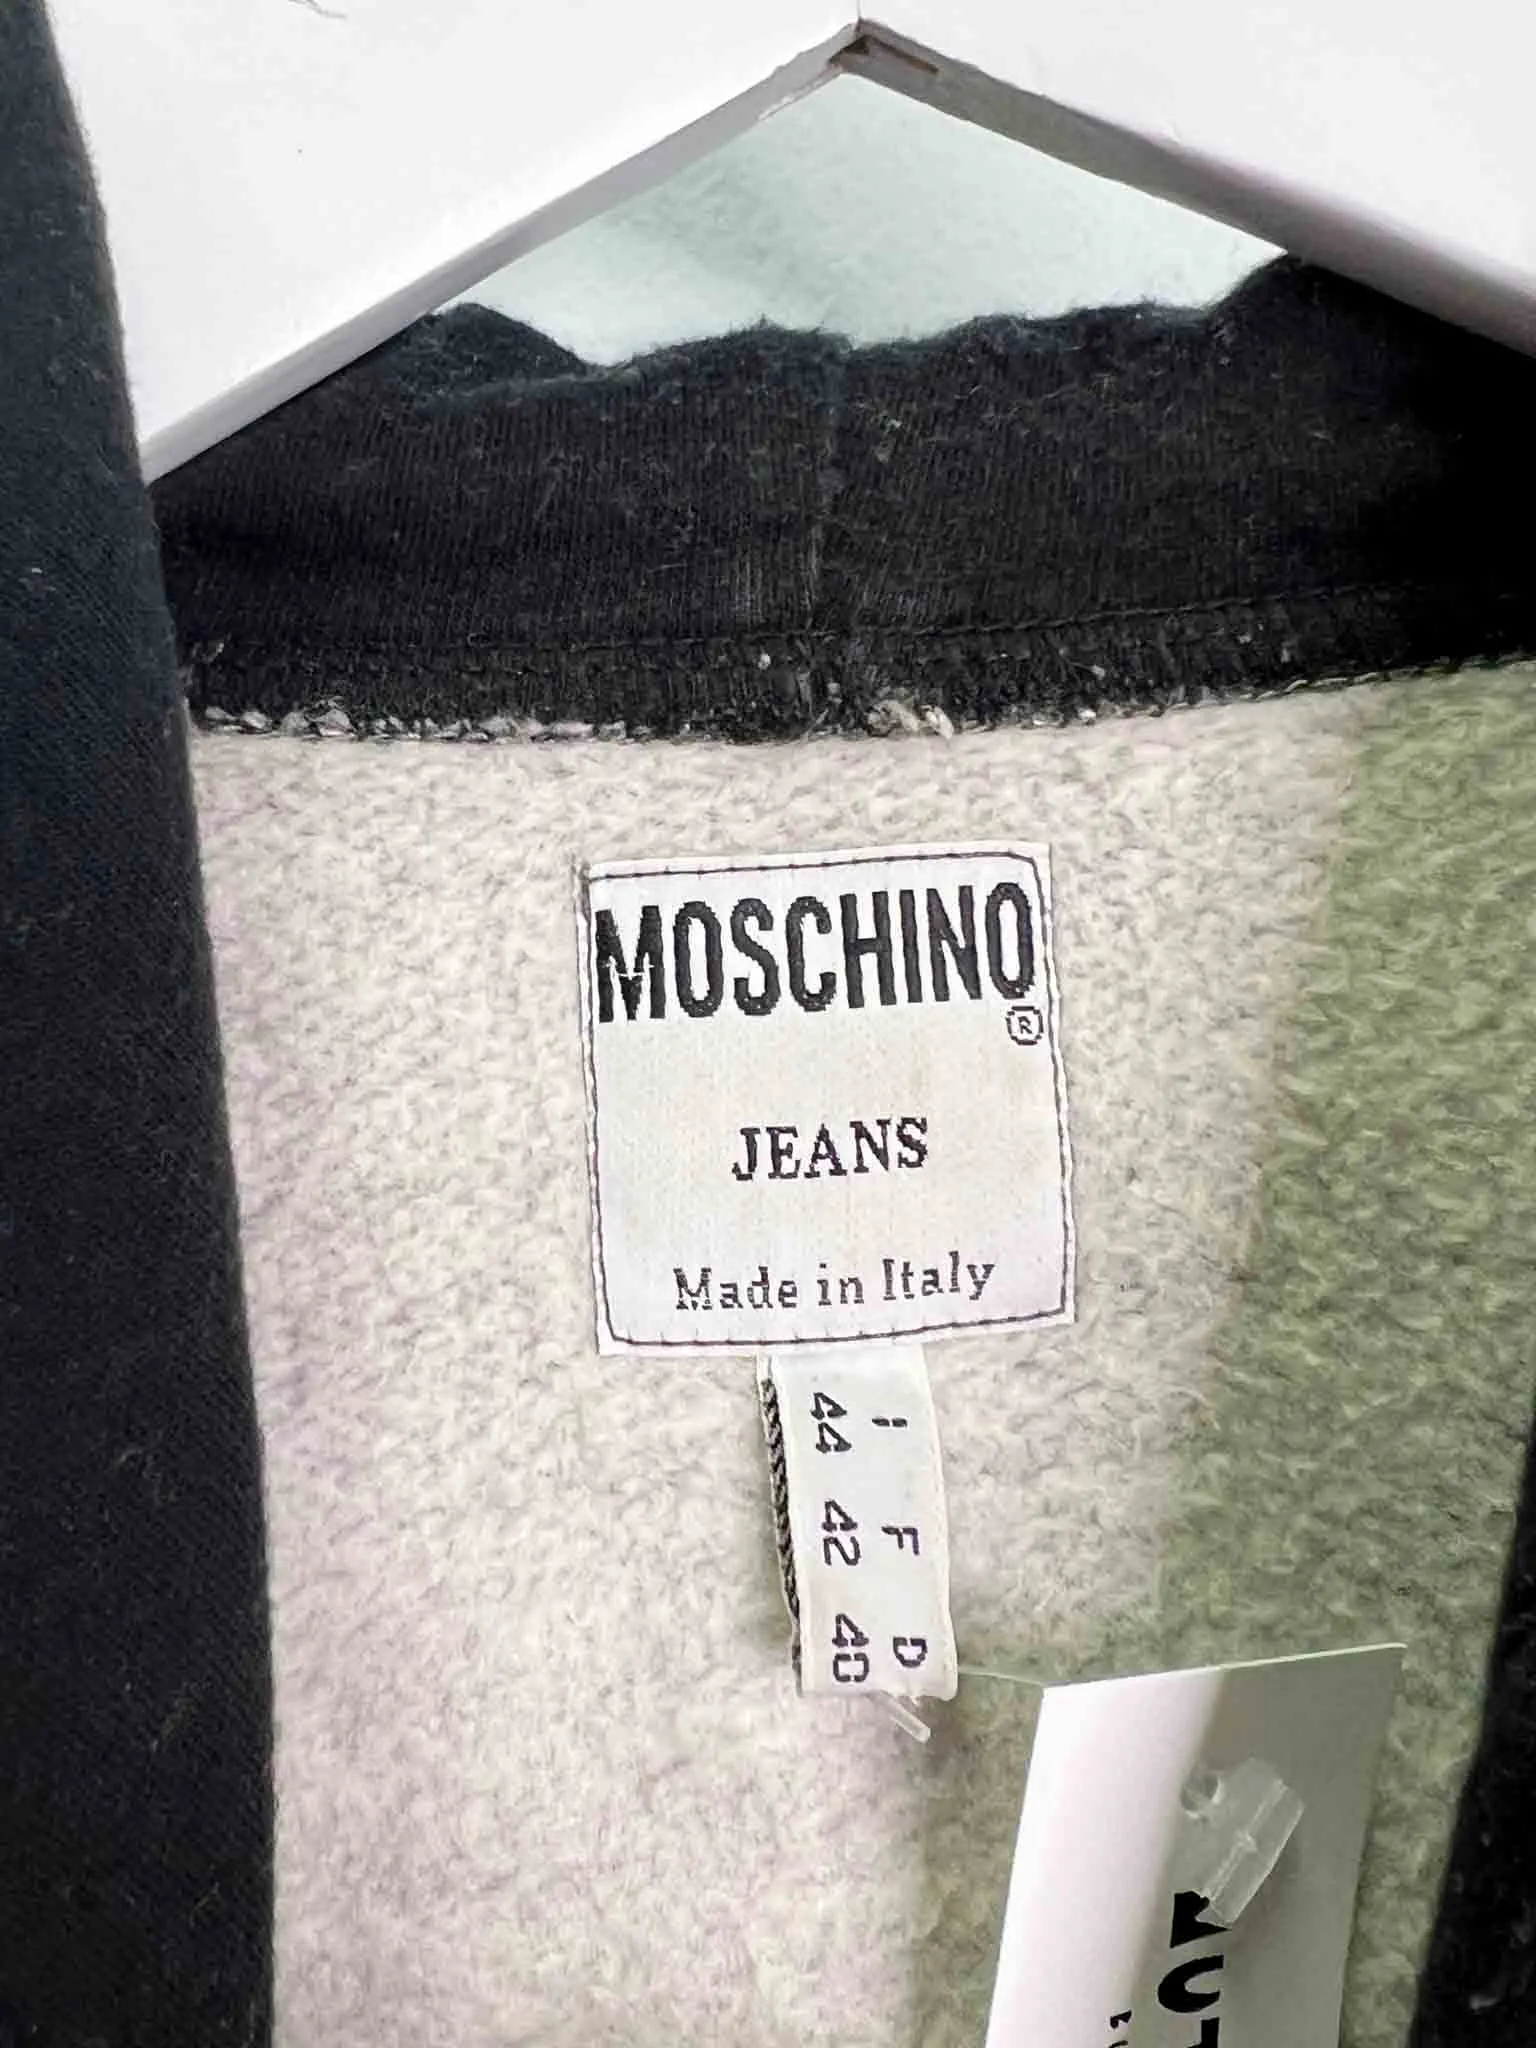 MOSCHINO
®
JEANS
Made in Italy
I F D
44 42 40